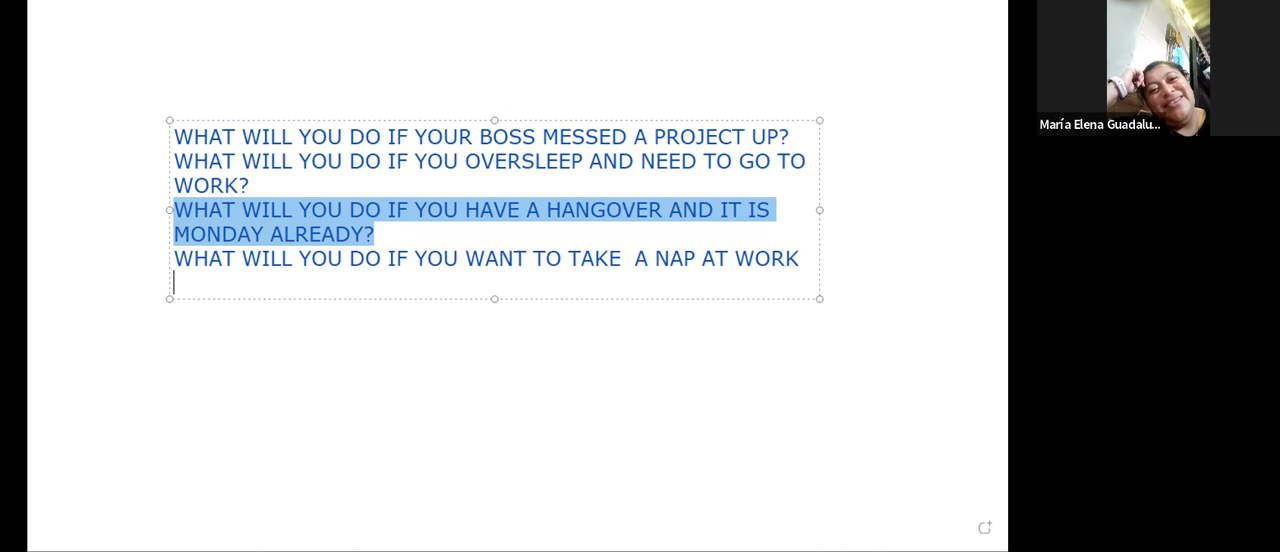 WHAT WILL YOU DO IF YOUR BOSS MESSED A PROJECT UP?
WHAT WILL YOU DO IF YOU OVERSLEEP AND NEED TO GO TO
WORK?
WHAT WILL YOU DO IF YOU HAVE A HANGOVER AND IT IS
MONDAY ALREADY?
WHAT WILL YOU DO IF YOU WANT TO TAKE  A NAP AT WORK
María Elena Guadalu...